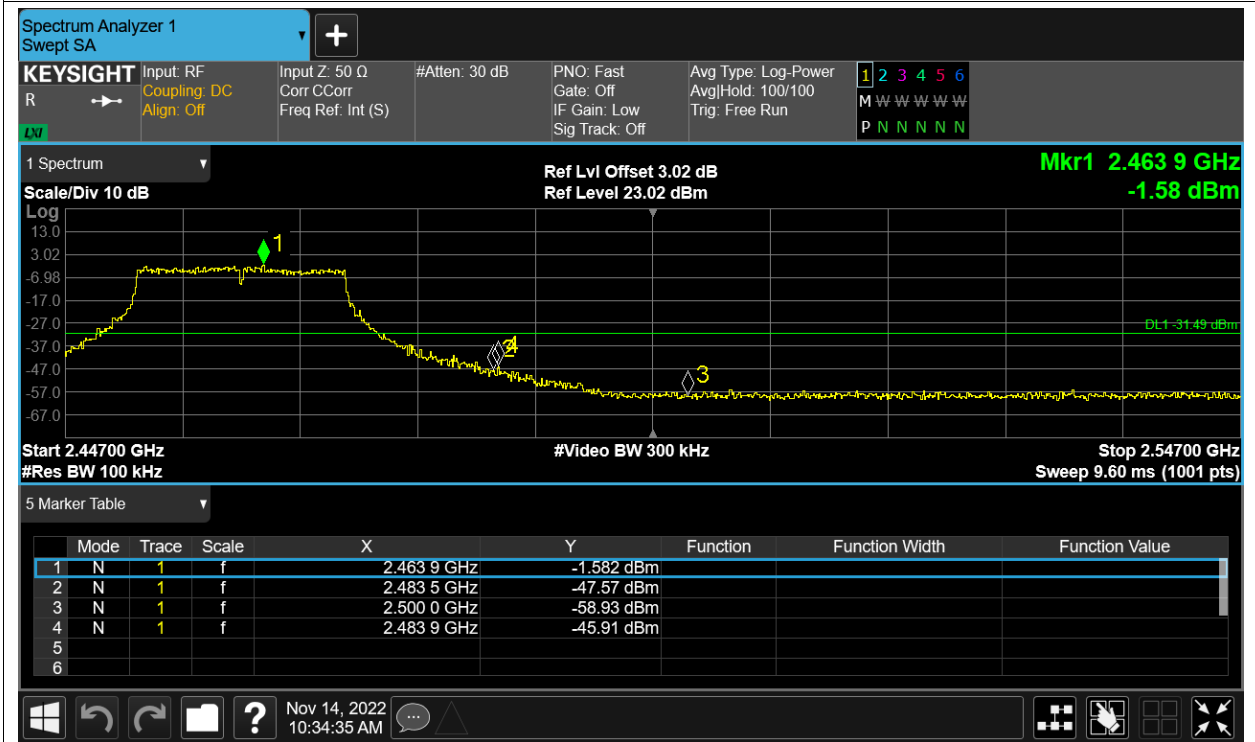 Spectrum Analyzer 1
Swept SA
+
KEYSIGHT Input: RF Input Z: 50 Ω #Atten: 30 dB PNO: Fast Avg Type: Log-Power 1 2 3 4 5 6
R Coupling: DC Corr CCorr Gate: Off Avg|Hold: 100/100 M W W W W W
Align: Off Freq Ref: Int (S) IF Gain: Low Trig: Free Run
LXI Sig Track: Off P N N N N N
1 Spectrum Ref Lvl Offset 3.02 dB Mkr1 2.463 9 GHz
Scale/Div 10 dB Ref Level 23.02 dBm -1.58 dBm
Log
13.0
1
3.02
-6.98
-17.0
-27.0
DL1 -31.49 dBm
-37.0
4
-47.0
3
-57.0
-67.0
Start 2.44700 GHz #Video BW 300 kHz Stop 2.54700 GHz
#Res BW 100 kHz Sweep 9.60 ms (1001 pts)
5 Marker Table
Mode Trace Scale X Y Function Function Width Function Value
1 N 1 f 2.463 9 GHz -1.582 dBm
2 N 1 f 2.483 5 GHz -47.57 dBm
3 N 1 f 2.500 0 GHz -58.93 dBm
4 N 1 f 2.483 9 GHz -45.91 dBm
5
6
? Nov 14, 2022
10:34:35 AM